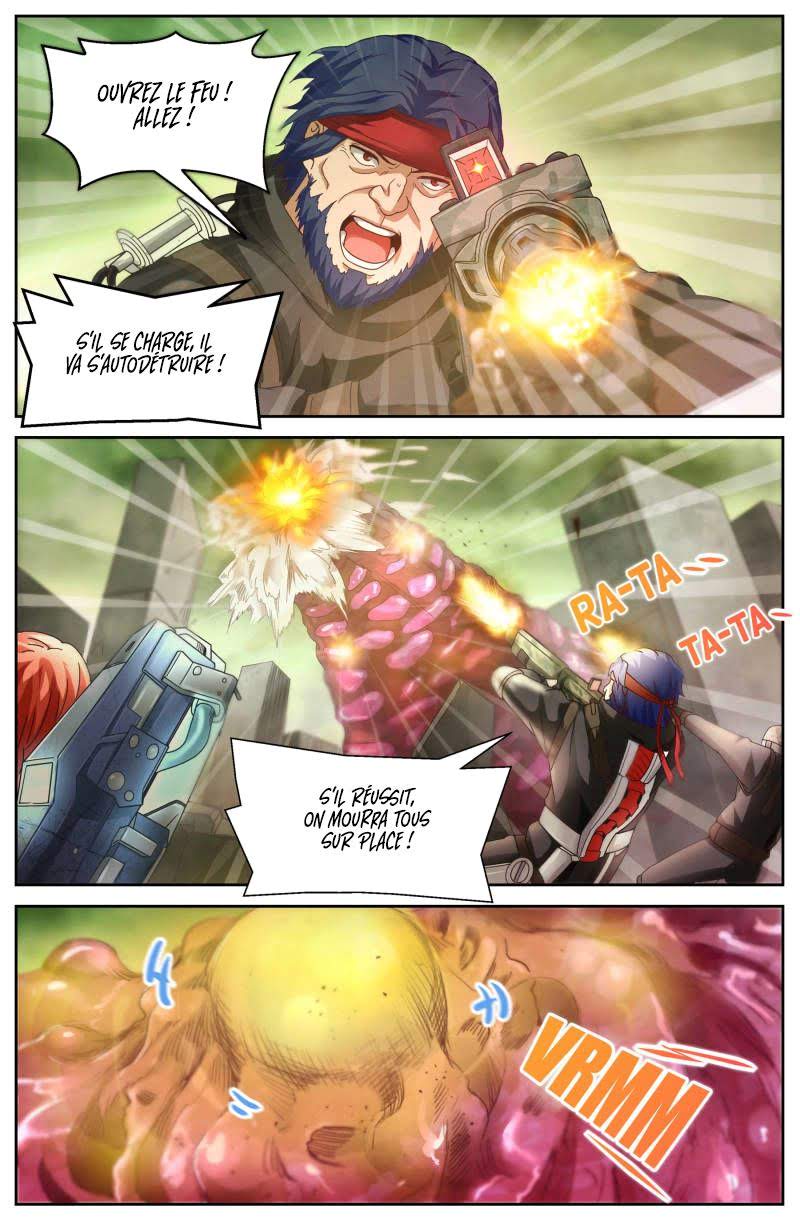 OUVREZ LE FEU !
ALLEZ !
S'IL SE CHARGE, IL
VA S'AUTODÉTRUIRE !
RA-TA
TA-TA
S'IL RÉUSSIT,
ON MOURRA TOUS
SUR PLACE !
VRMM